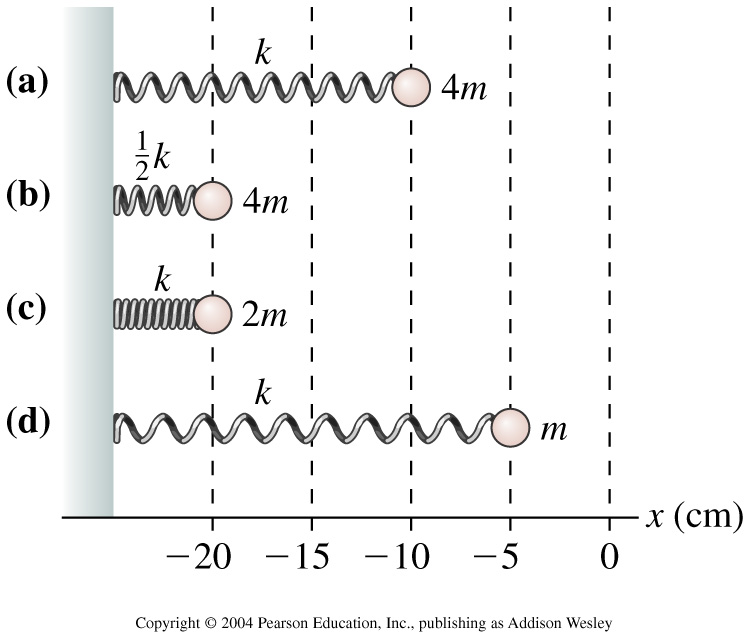 k
(a) 4m
½k
(b) 4m
k
(c) 2m
k
(d) m
x (cm)
−20 −15 −10 −5 0
Copyright © 2004 Pearson Education, Inc., publishing as Addison Wesley